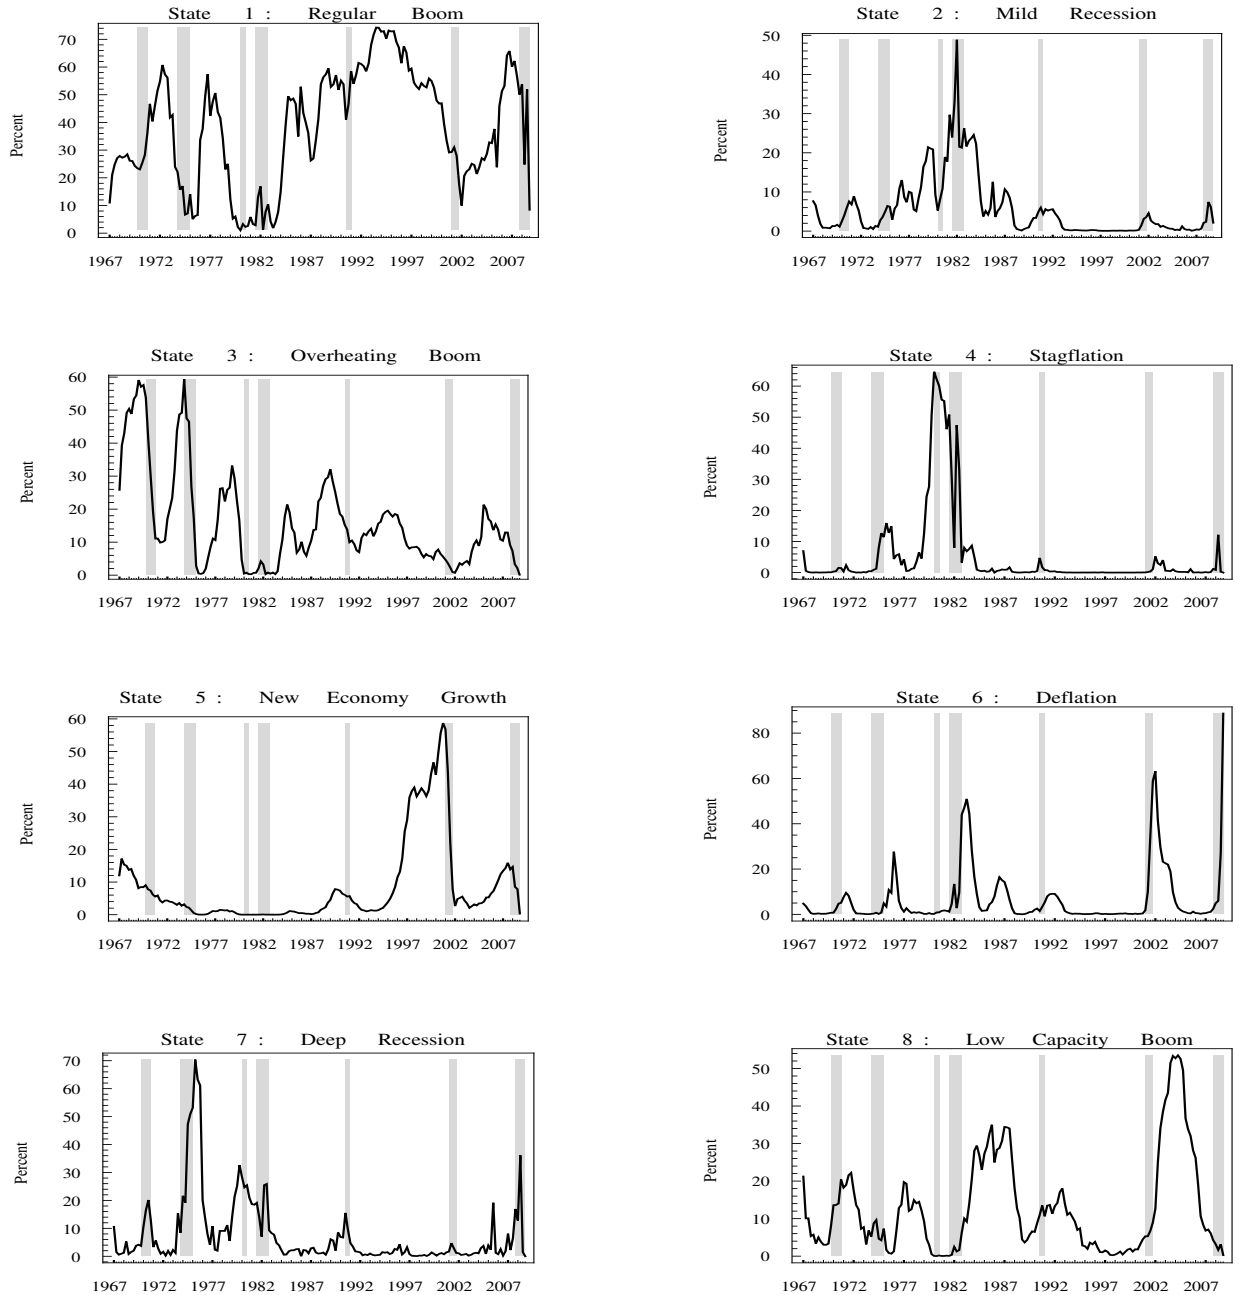 State 1 : Regular Boom
Percent
70
60
50
40
30
20
10
0
1967 1972 1977 1982 1987 1992 1997 2002 2007
State 2 : Mild Recession
Percent
50
40
30
20
10
0
1967 1972 1977 1982 1987 1992 1997 2002 2007
State 3 : Overheating Boom
Percent
60
50
40
30
20
10
0
1967 1972 1977 1982 1987 1992 1997 2002 2007
State 4 : Stagflation
Percent
60
50
40
30
20
10
0
1967 1972 1977 1982 1987 1992 1997 2002 2007
State 5 : New Economy Growth
Percent
60
50
40
30
20
10
0
1967 1972 1977 1982 1987 1992 1997 2002 2007
State 6 : Deflation
Percent
80
60
40
20
0
1967 1972 1977 1982 1987 1992 1997 2002 2007
State 7 : Deep Recession
Percent
70
60
50
40
30
20
10
0
1967 1972 1977 1982 1987 1992 1997 2002 2007
State 8 : Low Capacity Boom
Percent
50
40
30
20
10
0
1967 1972 1977 1982 1987 1992 1997 2002 2007